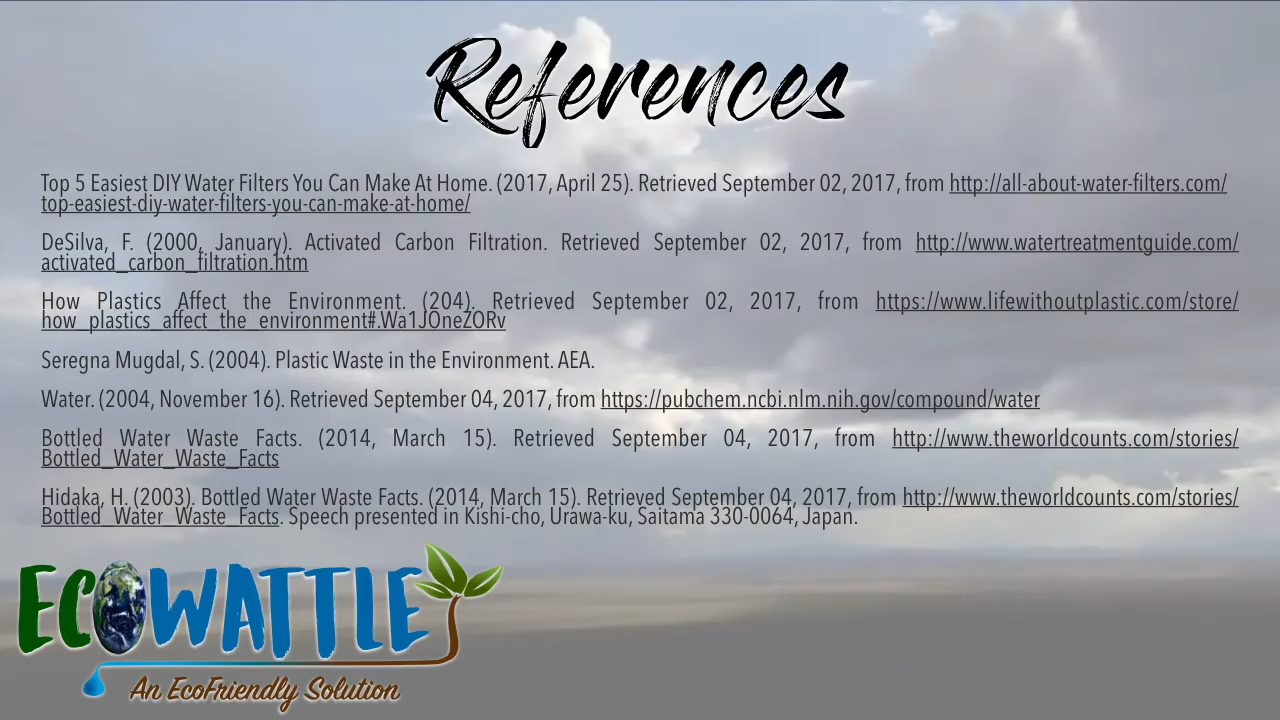 References
Top 5 Easiest DIY Water Filters You Can Make At Home. (2017, April 25). Retrieved September 02, 2017, from http://all-about-water-filters.com/
top-easiest-diy-water-filters-you-can-make-at-home/
DeSilva, F. (2000, January). Activated Carbon Filtration. Retrieved September 02, 2017, from http://www.watertreatmentguide.com/
activated_carbon_filtration.htm
How Plastics Affect the Environment. (204). Retrieved September 02, 2017, from https://www.lifewithoutplastic.com/store/
how_plastics_affect_the_environment#.Wa1JOneZORv
Seregna Mugdal, S. (2004). Plastic Waste in the Environment. AEA.
Water. (2004, November 16). Retrieved September 04, 2017, from https://pubchem.ncbi.nlm.nih.gov/compound/water
Bottled Water Waste Facts. (2014, March 15). Retrieved September 04, 2017, from http://www.theworldcounts.com/stories/
Bottled_Water_Waste_Facts
Hidaka, H. (2003). Bottled Water Waste Facts. (2014, March 15). Retrieved September 04, 2017, from http://www.theworldcounts.com/stories/
Bottled_Water_Waste_Facts. Speech presented in Kishi-cho, Urawa-ku, Saitama 330-0064, Japan.
ECOWATTLE
An EcoFriendly Solution